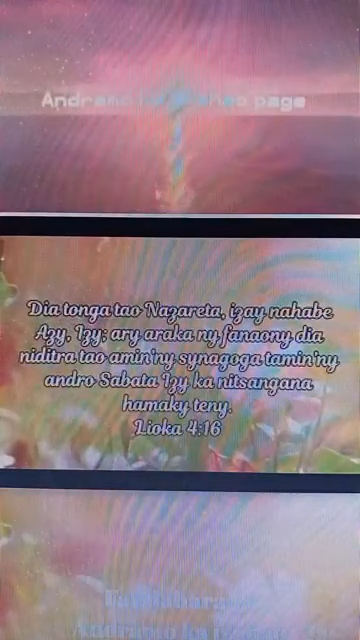 page
Dia tonga tao Nazareta, izay nahabe
Azy, Izy; ary araka ny fanaony dia
niditra tao amin'ny synagoga tamin'ny
andro Sabata Izy ka nitsangana
hamaky teny.
Lioka 4:16